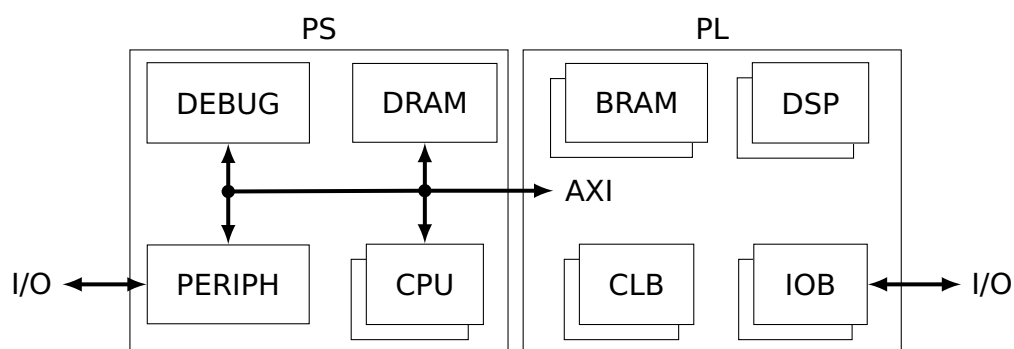 PS
PL
DEBUG
DRAM
BRAM
DSP
AXI
I/O
PERIPH
CPU
CLB
IOB
I/O